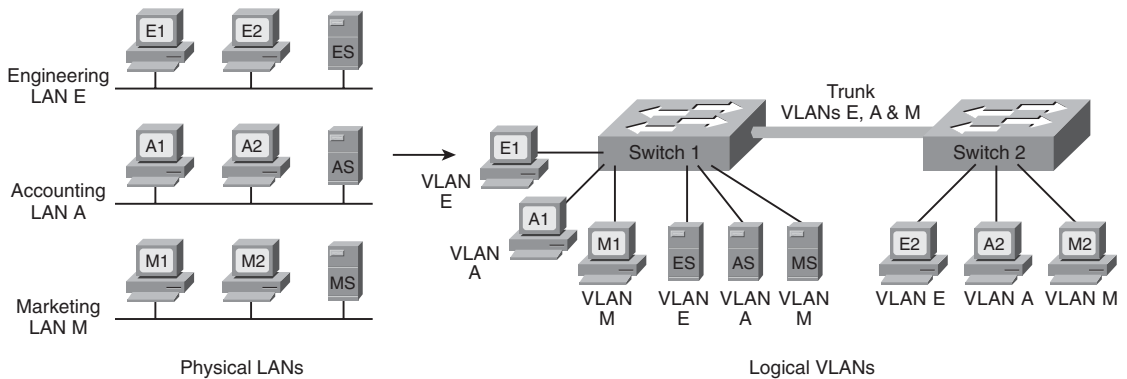 E1
E2
ES
Engineering
LAN E
A1
A2
AS
Accounting
LAN A
M1
M2
MS
Marketing
LAN M
Physical LANs
Trunk
VLANs E, A & M
Switch 1
Switch 2
E1
VLAN
E
A1
VLAN
A
M1
VLAN
M
ES
VLAN
E
AS
VLAN
A
MS
VLAN
M
E2
VLAN E
A2
VLAN A
M2
VLAN M
Logical VLANs